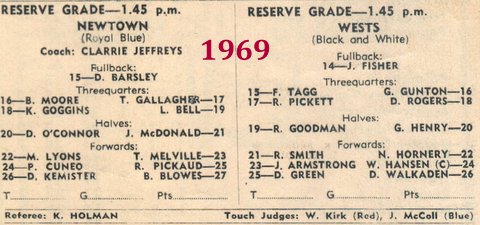 RESERVE GRADE—1.45 p.m.
NEWTOWN
(Royal Blue)
Coach: CLARRIE JEFFREYS
Fullback:
15—D. BARSLEY
Threequarters:
16—B. MOORE T. GALLAGHER—17
18—K. GOGGINS L. BELL—19
Halves:
20—D. O'CONNOR J. McDONALD—21
Forwards:
22—M. LYONS T. MELVILLE—23
24—P. CUNEO R. PICKAUD—25
26—D. KEMISTER B. BLOWES—27
T. G. Pts.
1969
RESERVE GRADE—1.45 p.m.
WESTS
(Black and White)
Fullback:
14—J. FISHER
Threequarters:
15—F. TAGG G. GUNTON—16
17—R. PICKETT D. ROGERS—18
Halves:
19—R. GOODMAN G. HENRY—20
Forwards:
21—R. SMITH N. HORNERY—22
23—J. ARMSTRONG W. HANSEN (C)—24
25—D. GREEN D. WALKADEN—26
T. G. Pts.
Referee: K. HOLMAN Touch Judges: W. Kirk (Red), J. McColl (Blue)